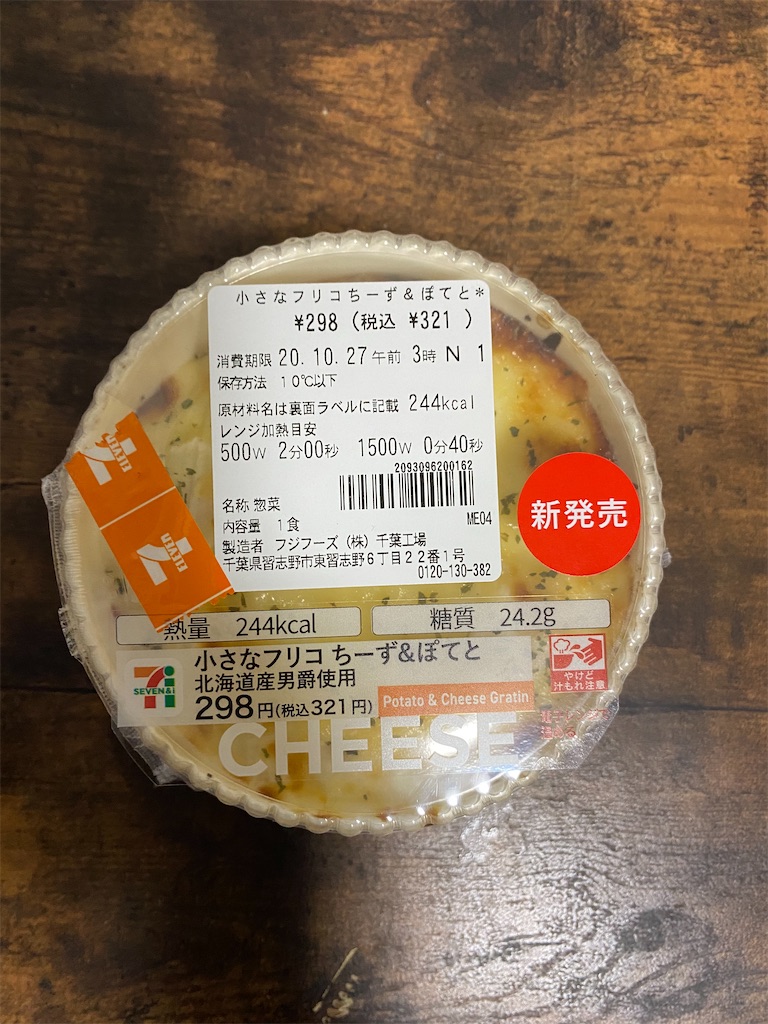 小さなフリコちーず&ぽてと*
¥298 (税込 ¥321 )
消費期限 20.10.27午前 3時 N 1
保存方法 10℃以下
原材料名は裏面ラベルに記載 244kcal
レンジ加熱目安
500W 2分00秒 1500W 0分40秒
2093096200162
名称 惣菜
ME04
内容量 1食
製造者 フジフーズ(株)千葉工場
千葉県習志野市東習志野6丁目22番1号
0120-130-382
新発売
7
ELEVEN
7
ELEVEN
熱量 244kcal
糖質 24.2g
7i
SEVEN&i
小さなフリコ ちーず&ぽてと
北海道産男爵使用
298円(税込321円)
Potato & Cheese Gratin
やけど
汁もれ注意
CHEESE